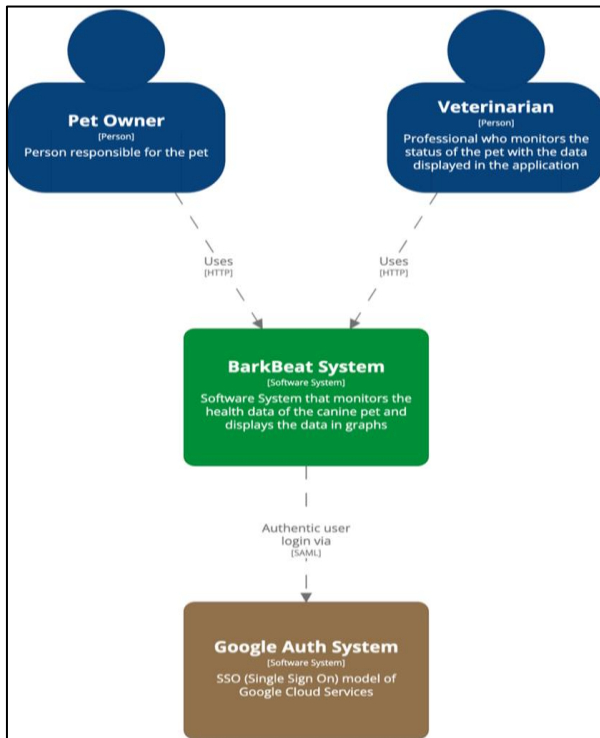 Pet Owner
[Person]
Person responsible for the pet
Veterinarian
[Person]
Professional who monitors the
status of the pet with the data
displayed in the application
Uses
[HTTP]
Uses
[HTTP]
BarkBeat System
[Software System]
Software System that monitors the
health data of the canine pet and
displays the data in graphs
Authentic user
login via
[SAML]
Google Auth System
[Software System]
SSO (Single Sign On) model of
Google Cloud Services